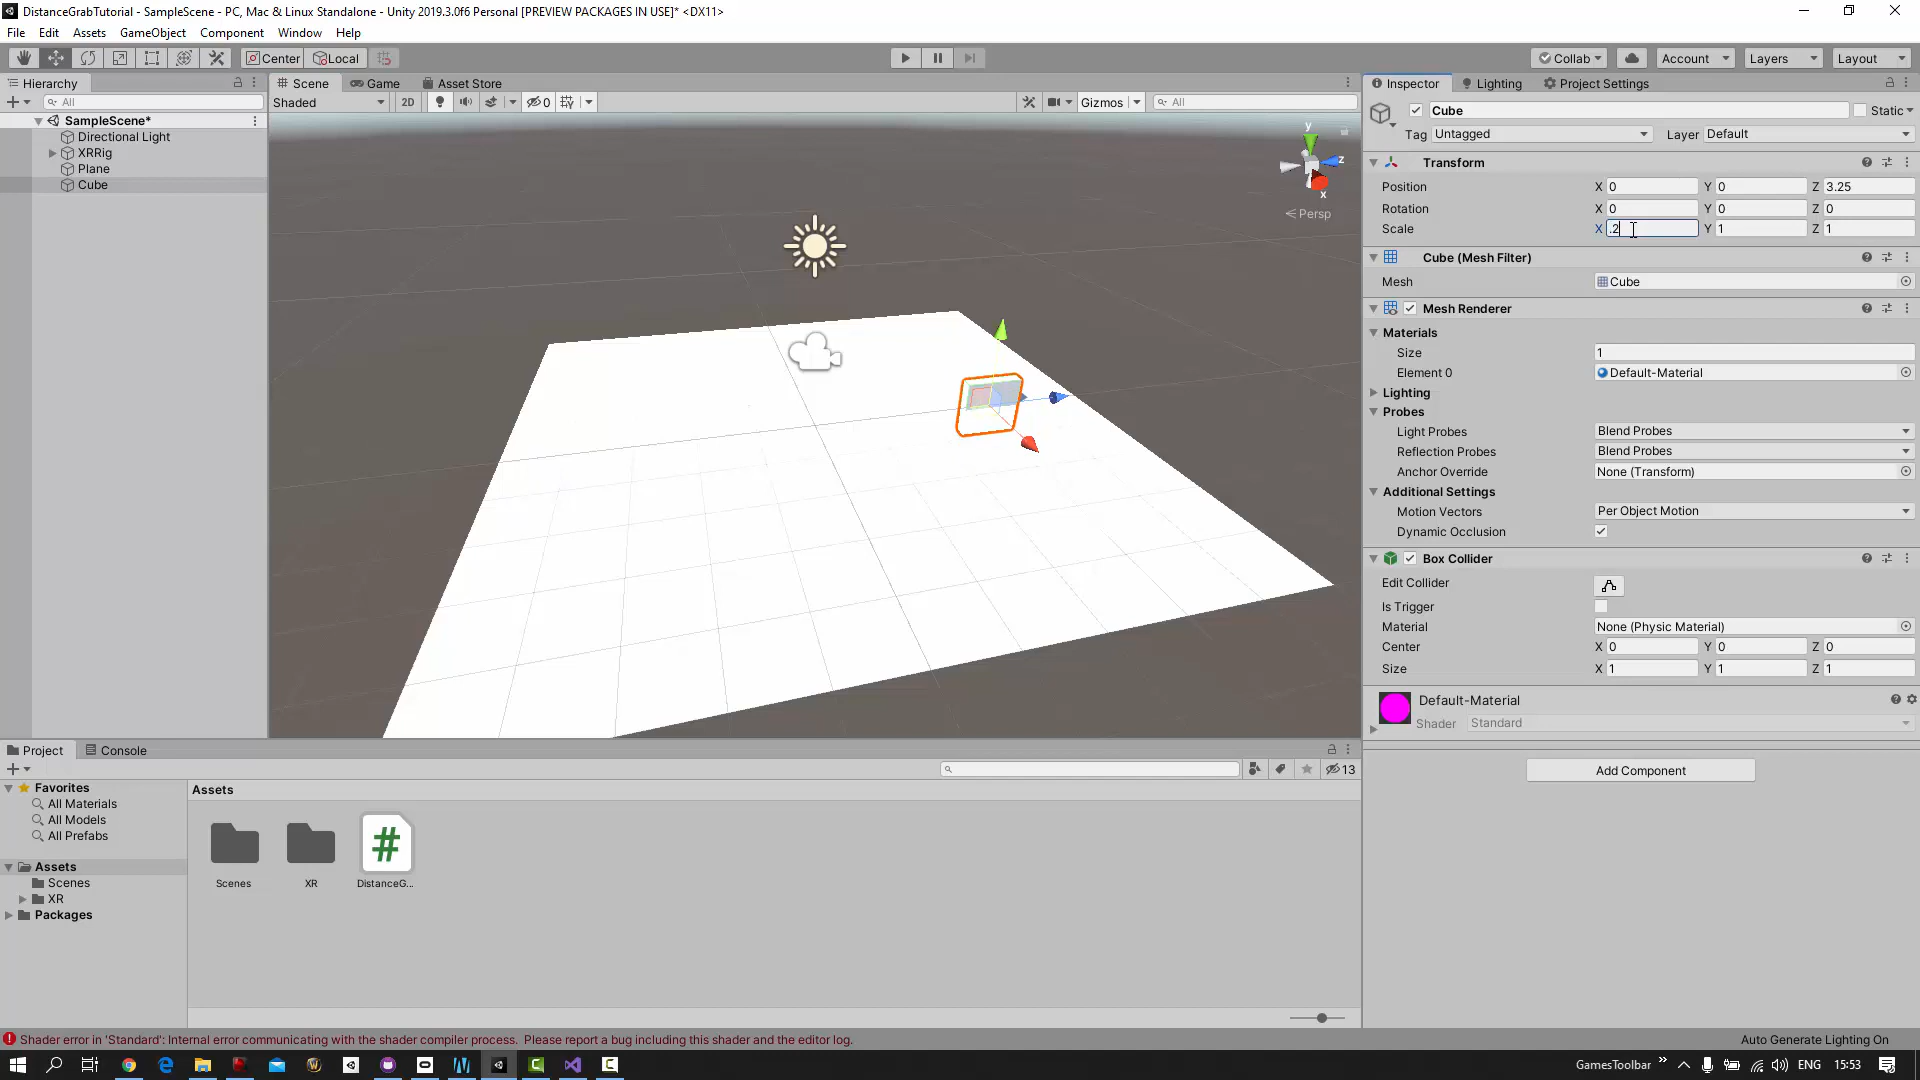 DistanceGrabTutorial - SampleScene - PC, Mac & Linux Standalone - Unity 2019.3.0f6 Personal [PREVIEW PACKAGES IN USE]* <DX11>
File Edit Assets GameObject Component Window Help
Center Local Collab Account Layers Layout
Hierarchy
All
SampleScene*
Directional Light
XRRig
Plane
Cube
Scene Game Asset Store
Shaded 2D 0 Gizmos All
y
z
x
Persp
Inspector Lighting Project Settings
Cube Static
Tag Untagged Layer Default
Transform
Position X 0 Y 0 Z 3.25
Rotation X 0 Y 0 Z 0
Scale X .2 Y 1 Z 1
Cube (Mesh Filter)
Mesh Cube
Mesh Renderer
Materials
Size 1
Element 0 Default-Material
Lighting
Probes
Light Probes Blend Probes
Reflection Probes Blend Probes
Anchor Override None (Transform)
Additional Settings
Motion Vectors Per Object Motion
Dynamic Occlusion
Box Collider
Edit Collider
Is Trigger
Material None (Physic Material)
Center X 0 Y 0 Z 0
Size X 1 Y 1 Z 1
Default-Material
Shader Standard
Add Component
Project Console
13
Favorites
All Materials
All Models
All Prefabs
Assets
Scenes
XR
Packages
Assets
Scenes XR DistanceG...
Shader error in 'Standard': Internal error communicating with the shader compiler process. Please report a bug including this shader and the editor log.
Auto Generate Lighting On
GamesToolbar ENG 15:53